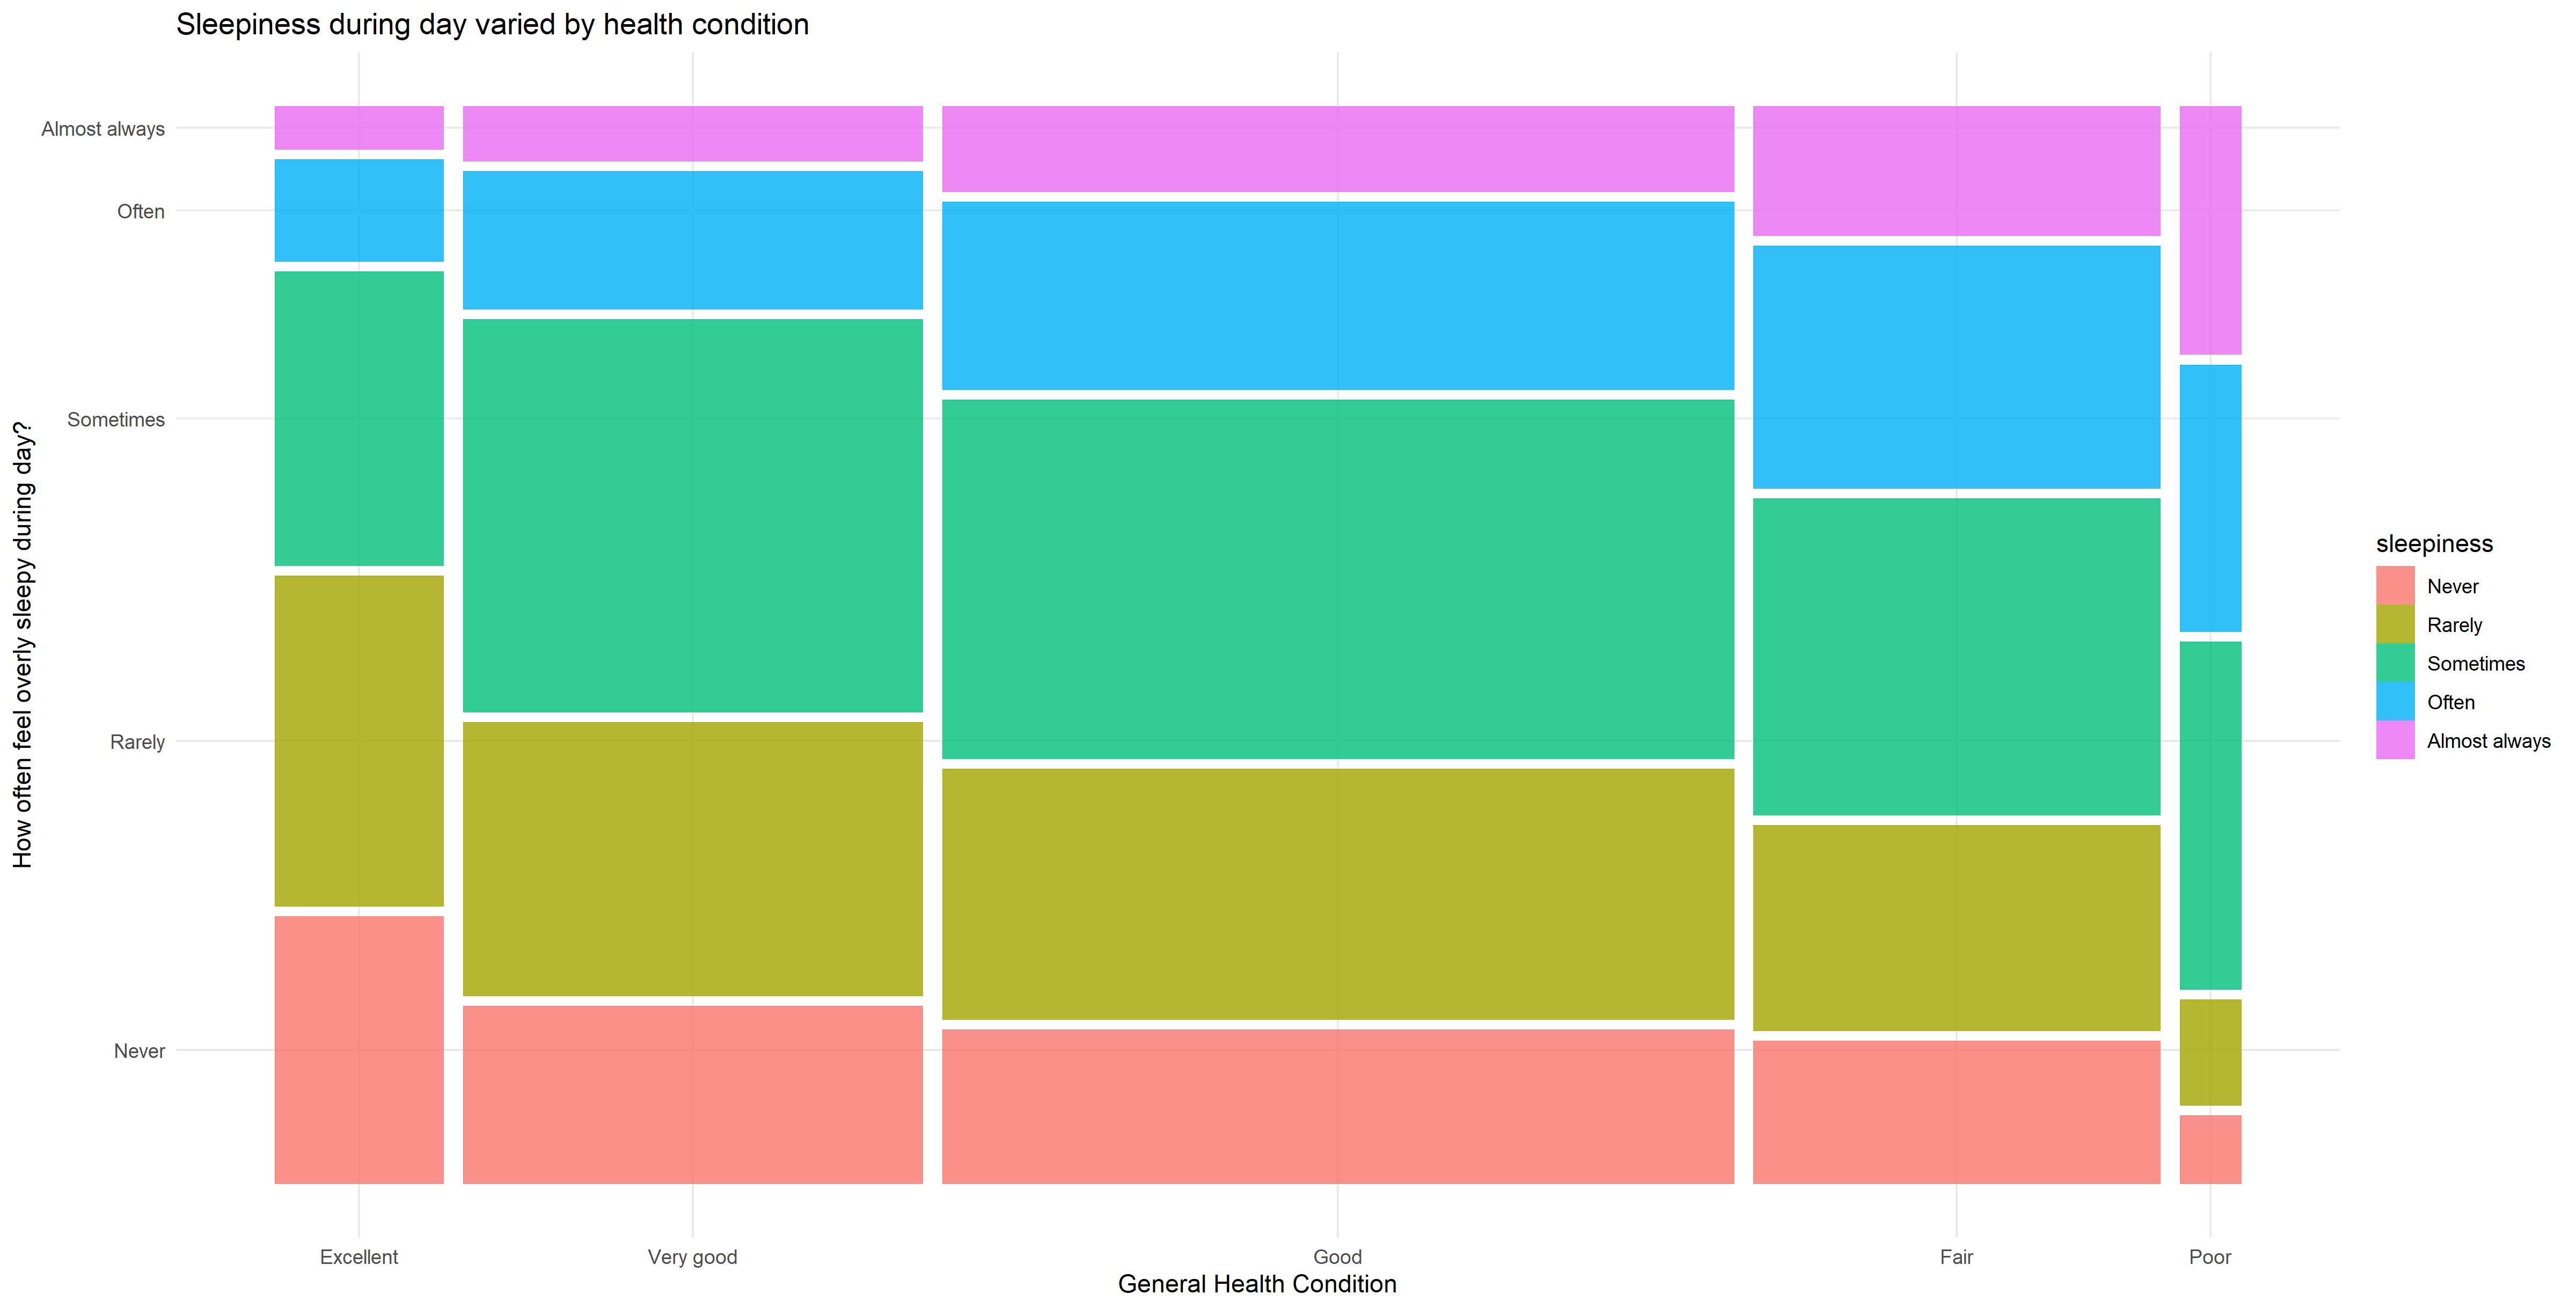 Sleepiness during day varied by health condition
How often feel overly sleepy during day?
Almost always
Often
Sometimes
Rarely
Never
Excellent
Very good
Good
Fair
Poor
General Health Condition
sleepiness
Never
Rarely
Sometimes
Often
Almost always